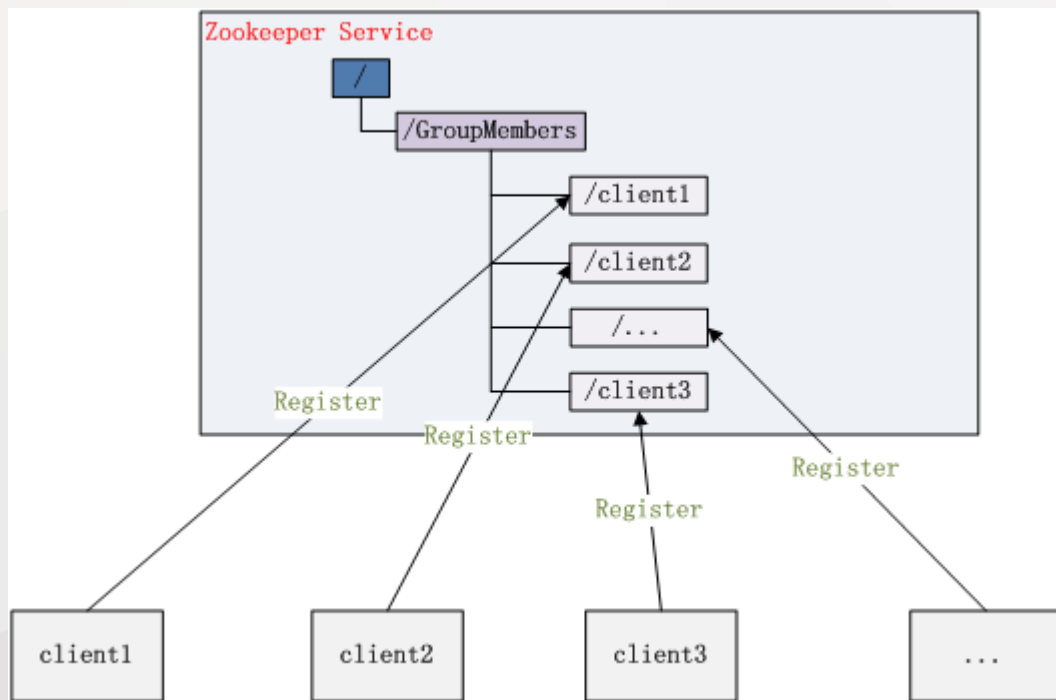 Zookeeper Service
/
/GroupMembers
/client1
/client2
/...
/client3
Register
Register
Register
Register
client1
client2
client3
...